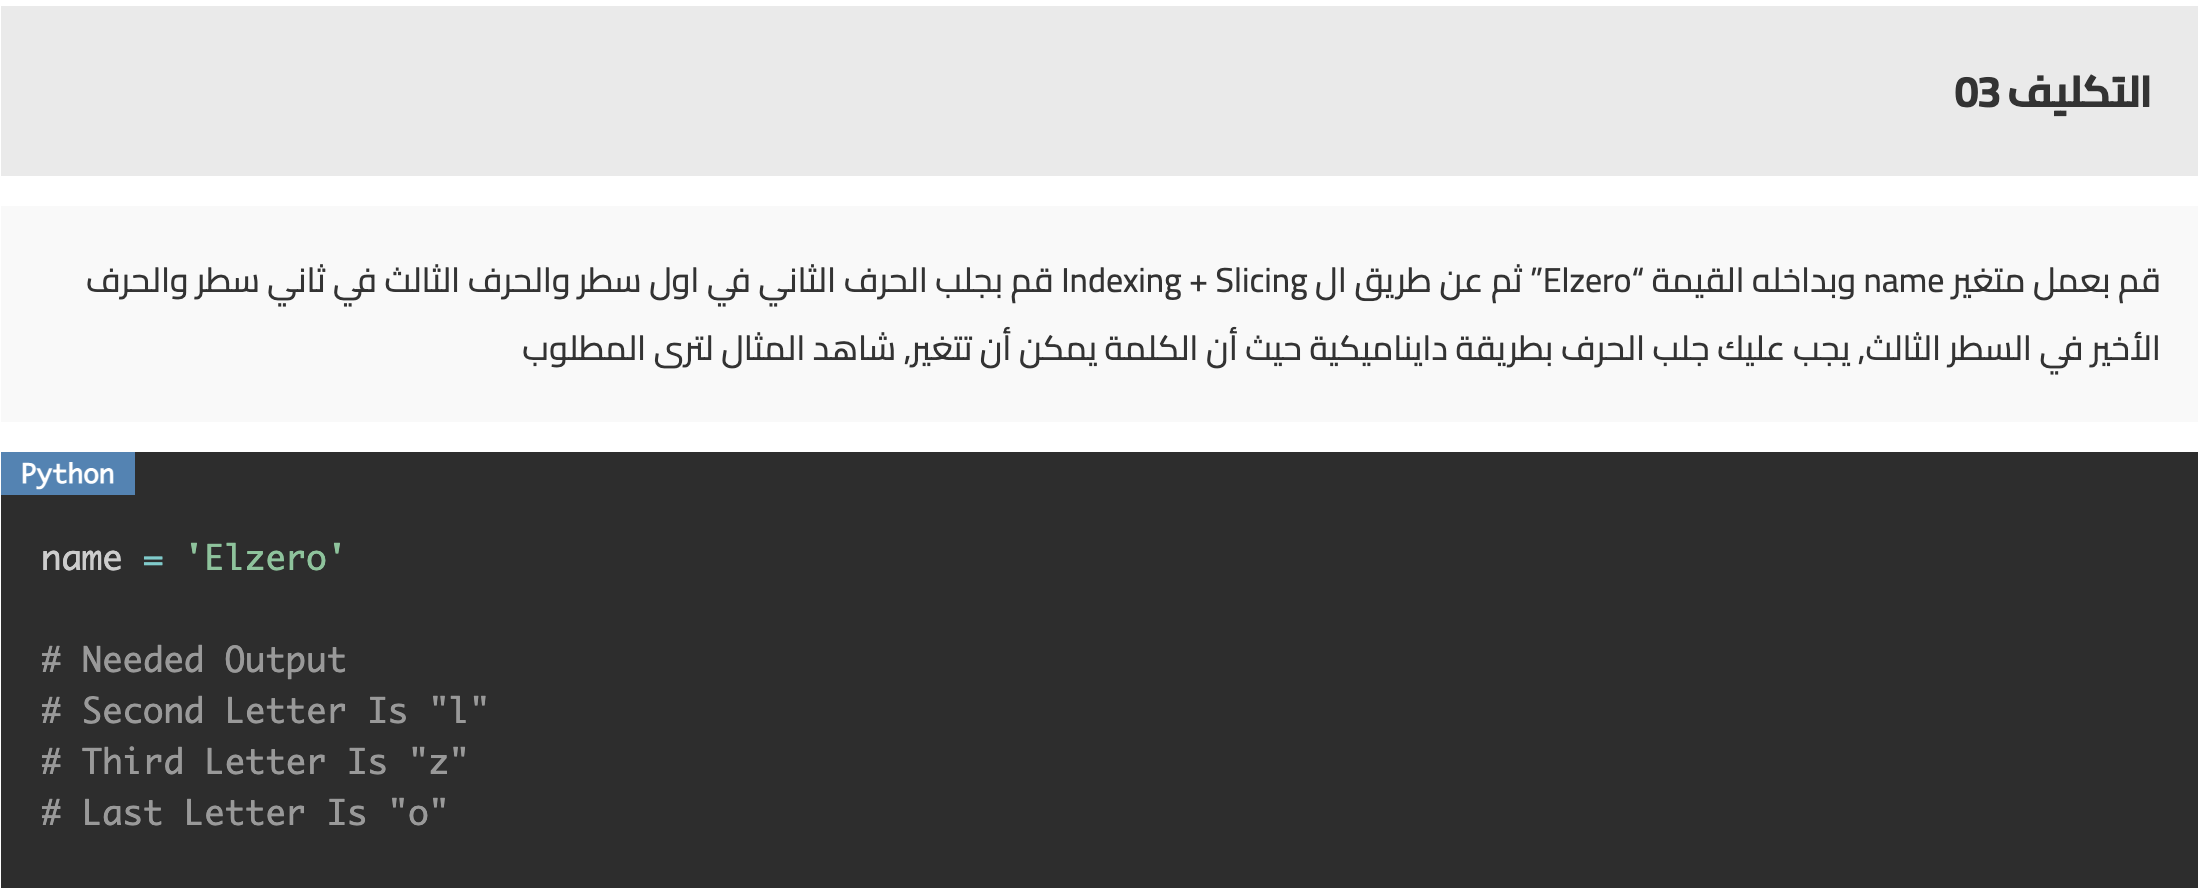 التكليف 03
قم بعمل متغير name وبداخله القيمة “Elzero” ثم عن طريق ال Indexing + Slicing قم بجلب الحرف الثاني في اول سطر والحرف الثالث في ثاني سطر والحرف
الأخير في السطر الثالث, يجب عليك جلب الحرف بطريقة دايناميكية حيث أن الكلمة يمكن أن تتغير, شاهد المثال لترى المطلوب
Python
name = 'Elzero'
# Needed Output
# Second Letter Is "l"
# Third Letter Is "z"
# Last Letter Is "o"